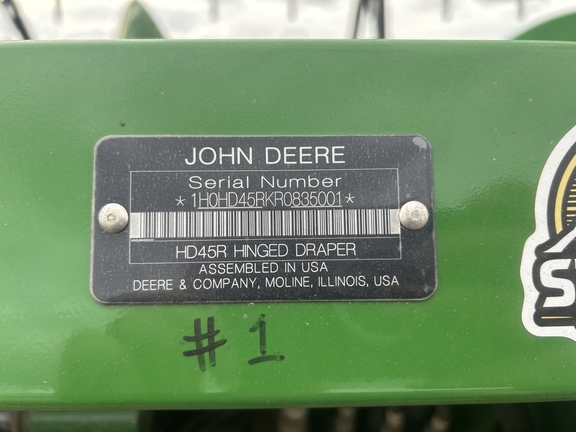 JOHN DEERE
Serial Number
*1H0HD45RKR0835001*
HD45R HINGED DRAPER
ASSEMBLED IN USA
DEERE & COMPANY, MOLINE, ILLINOIS, USA
# 1